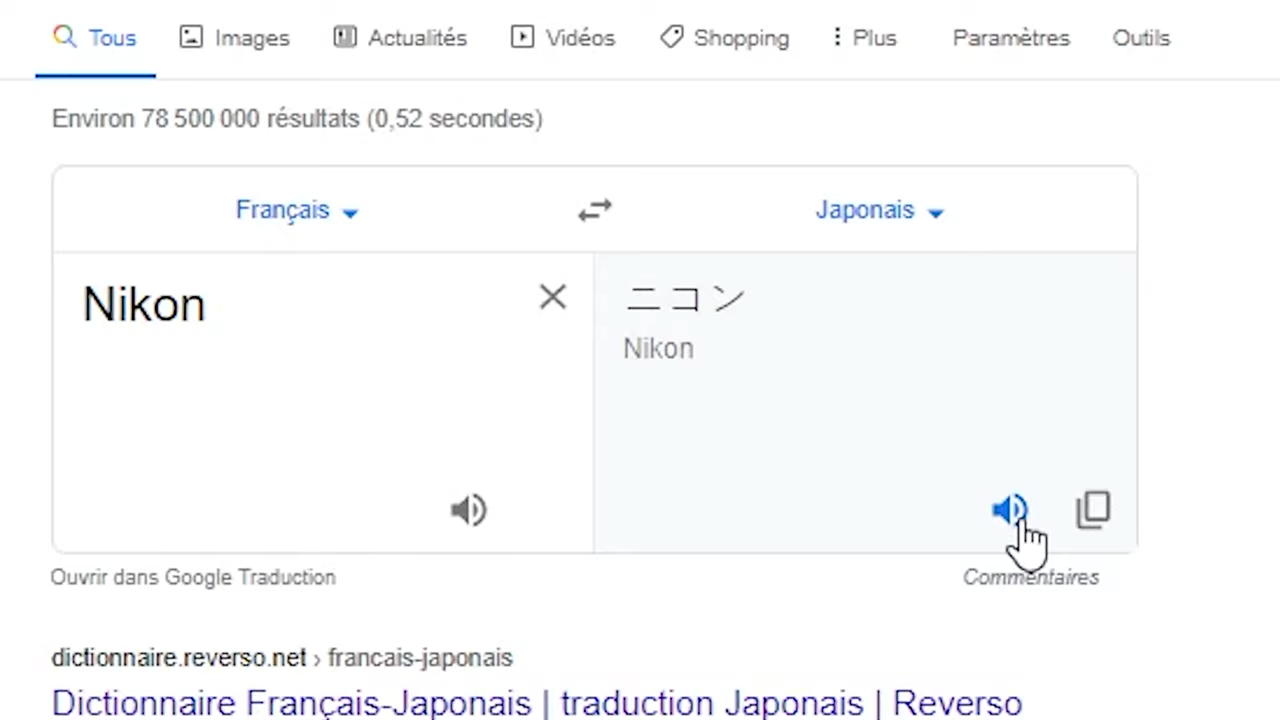 Tous Images Actualités Vidéos Shopping Plus Paramètres Outils
Environ 78 500 000 résultats (0,52 secondes)
Français Japonais
Nikon
ニコン
Nikon
Ouvrir dans Google Traduction
Commentaires
dictionnaire.reverso.net › francais-japonais
Dictionnaire Français-Japonais | traduction Japonais | Reverso